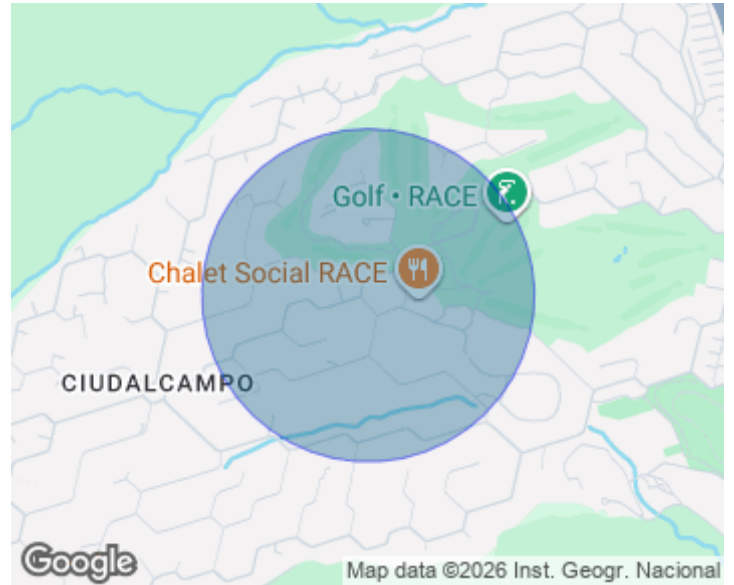 Golf • RACE
Chalet Social RACE
CIUDALCAMPO
Google
Map data ©2026 Inst. Geogr. Nacional